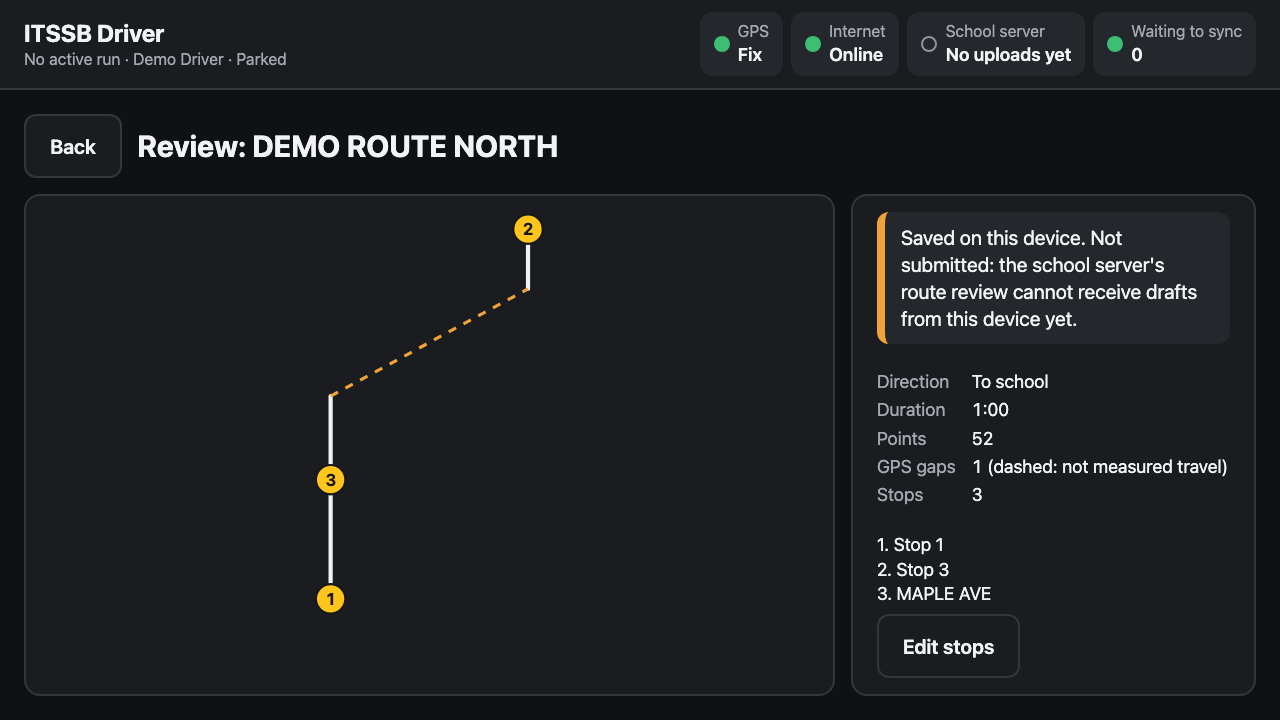 ITSSB Driver
No active run · Demo Driver · Parked
GPS
Fix
Internet
Online
School server
No uploads yet
Waiting to sync
0
Back
Review: DEMO ROUTE NORTH
2
3
1
Saved on this device. Not
submitted: the school server's
route review cannot receive drafts
from this device yet.
Direction To school
Duration 1:00
Points 52
GPS gaps 1 (dashed: not measured travel)
Stops 3
1. Stop 1
2. Stop 3
3. MAPLE AVE
Edit stops